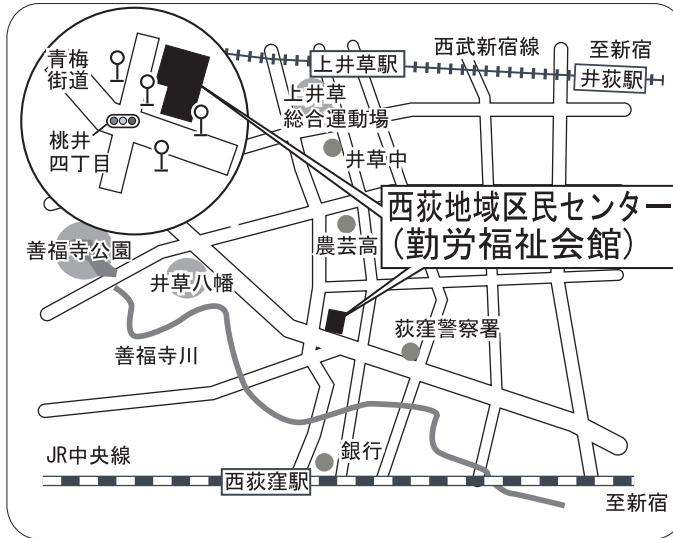 青梅
街道
桃井
四丁目
上井草駅
西武新宿線
至新宿
井荻駅
上井草
総合運動場
井草中
西荻地域区民センター
(勤労福祉会館)
農芸高
善福寺公園
井草八幡
荻窪警察署
善福寺川
銀行
JR中央線
西荻窪駅
至新宿